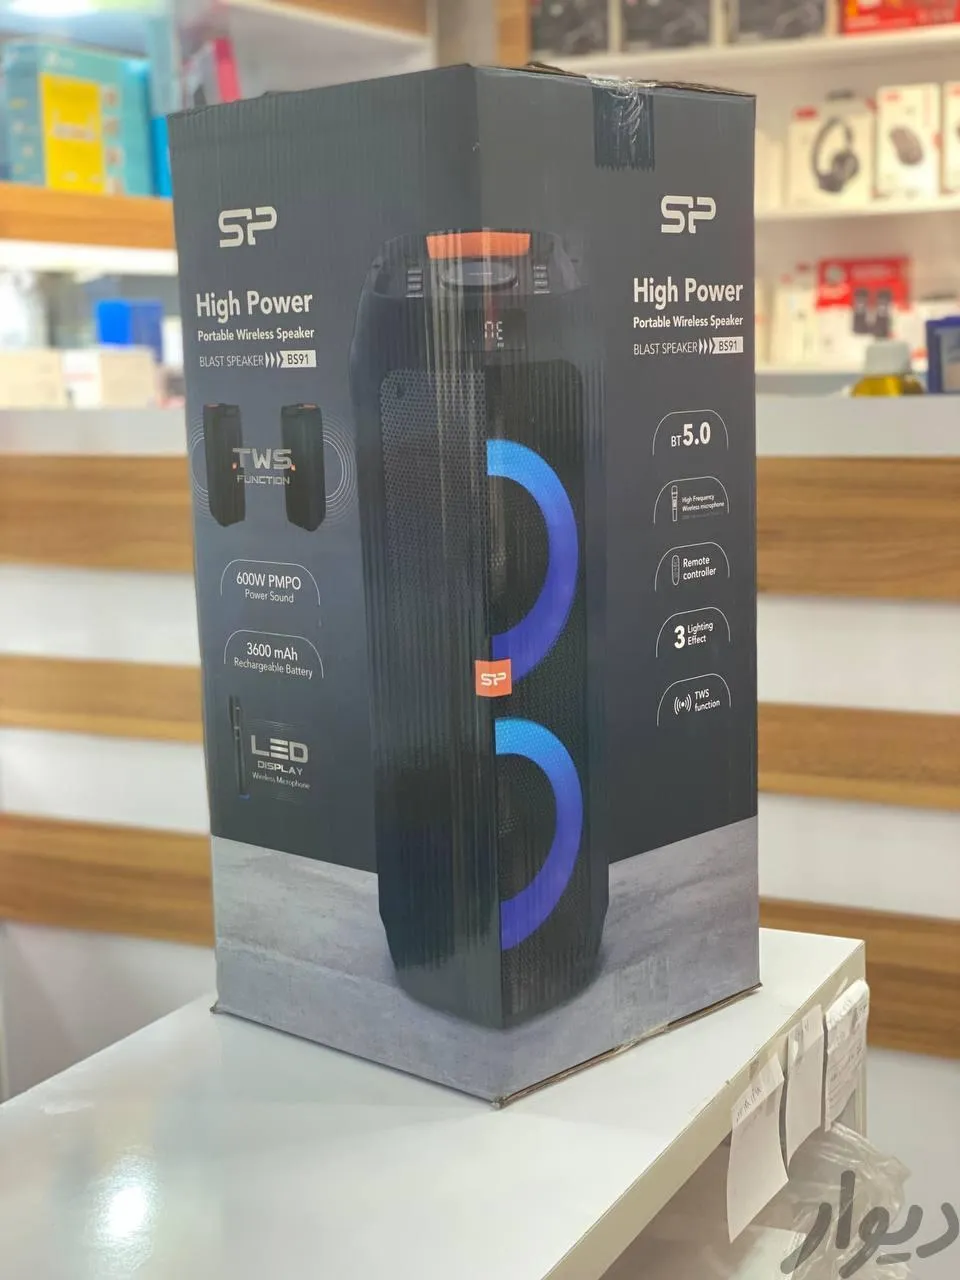 SP
High Power
Portable Wireless Speaker
BLAST SPEAKER BS91
TWS
FUNCTION
600W PMPO
Power Sound
3600 mAh
Rechargeable Battery
LED
DISPLAY
Wireless Microphone
SP
SP
High Power
Portable Wireless Speaker
BLAST SPEAKER BS91
BT 5.0
High Frequency
Wireless microphone
Remote
controller
3 Lighting
Effect
TWS
function
دیوار